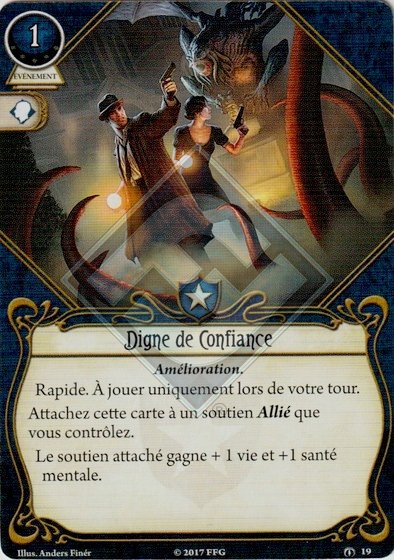 1
ÉVÉNEMENT
Digne de Confiance
Amélioration.
Rapide. À jouer uniquement lors de votre tour.
Attachez cette carte à un soutien Allié que
vous contrôlez.
Le soutien attaché gagne + 1 vie et +1 santé
mentale.
Illus. Anders Finér
© 2017 FFG
19